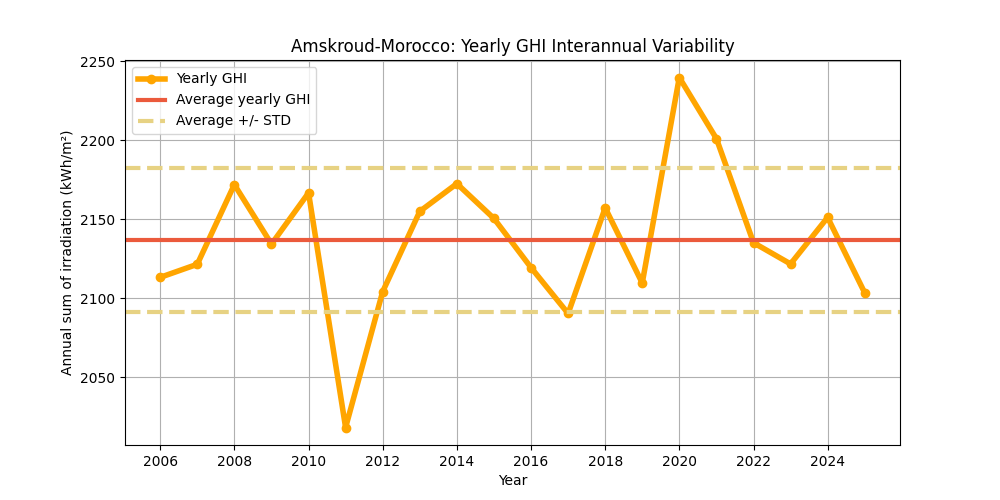 Amskroud-Morocco: Yearly GHI Interannual Variability
Yearly GHI
Average yearly GHI
Average +/- STD
Annual sum of irradiation (kWh/m²)
2250
2200
2150
2100
2050
2006 2008 2010 2012 2014 2016 2018 2020 2022 2024
Year